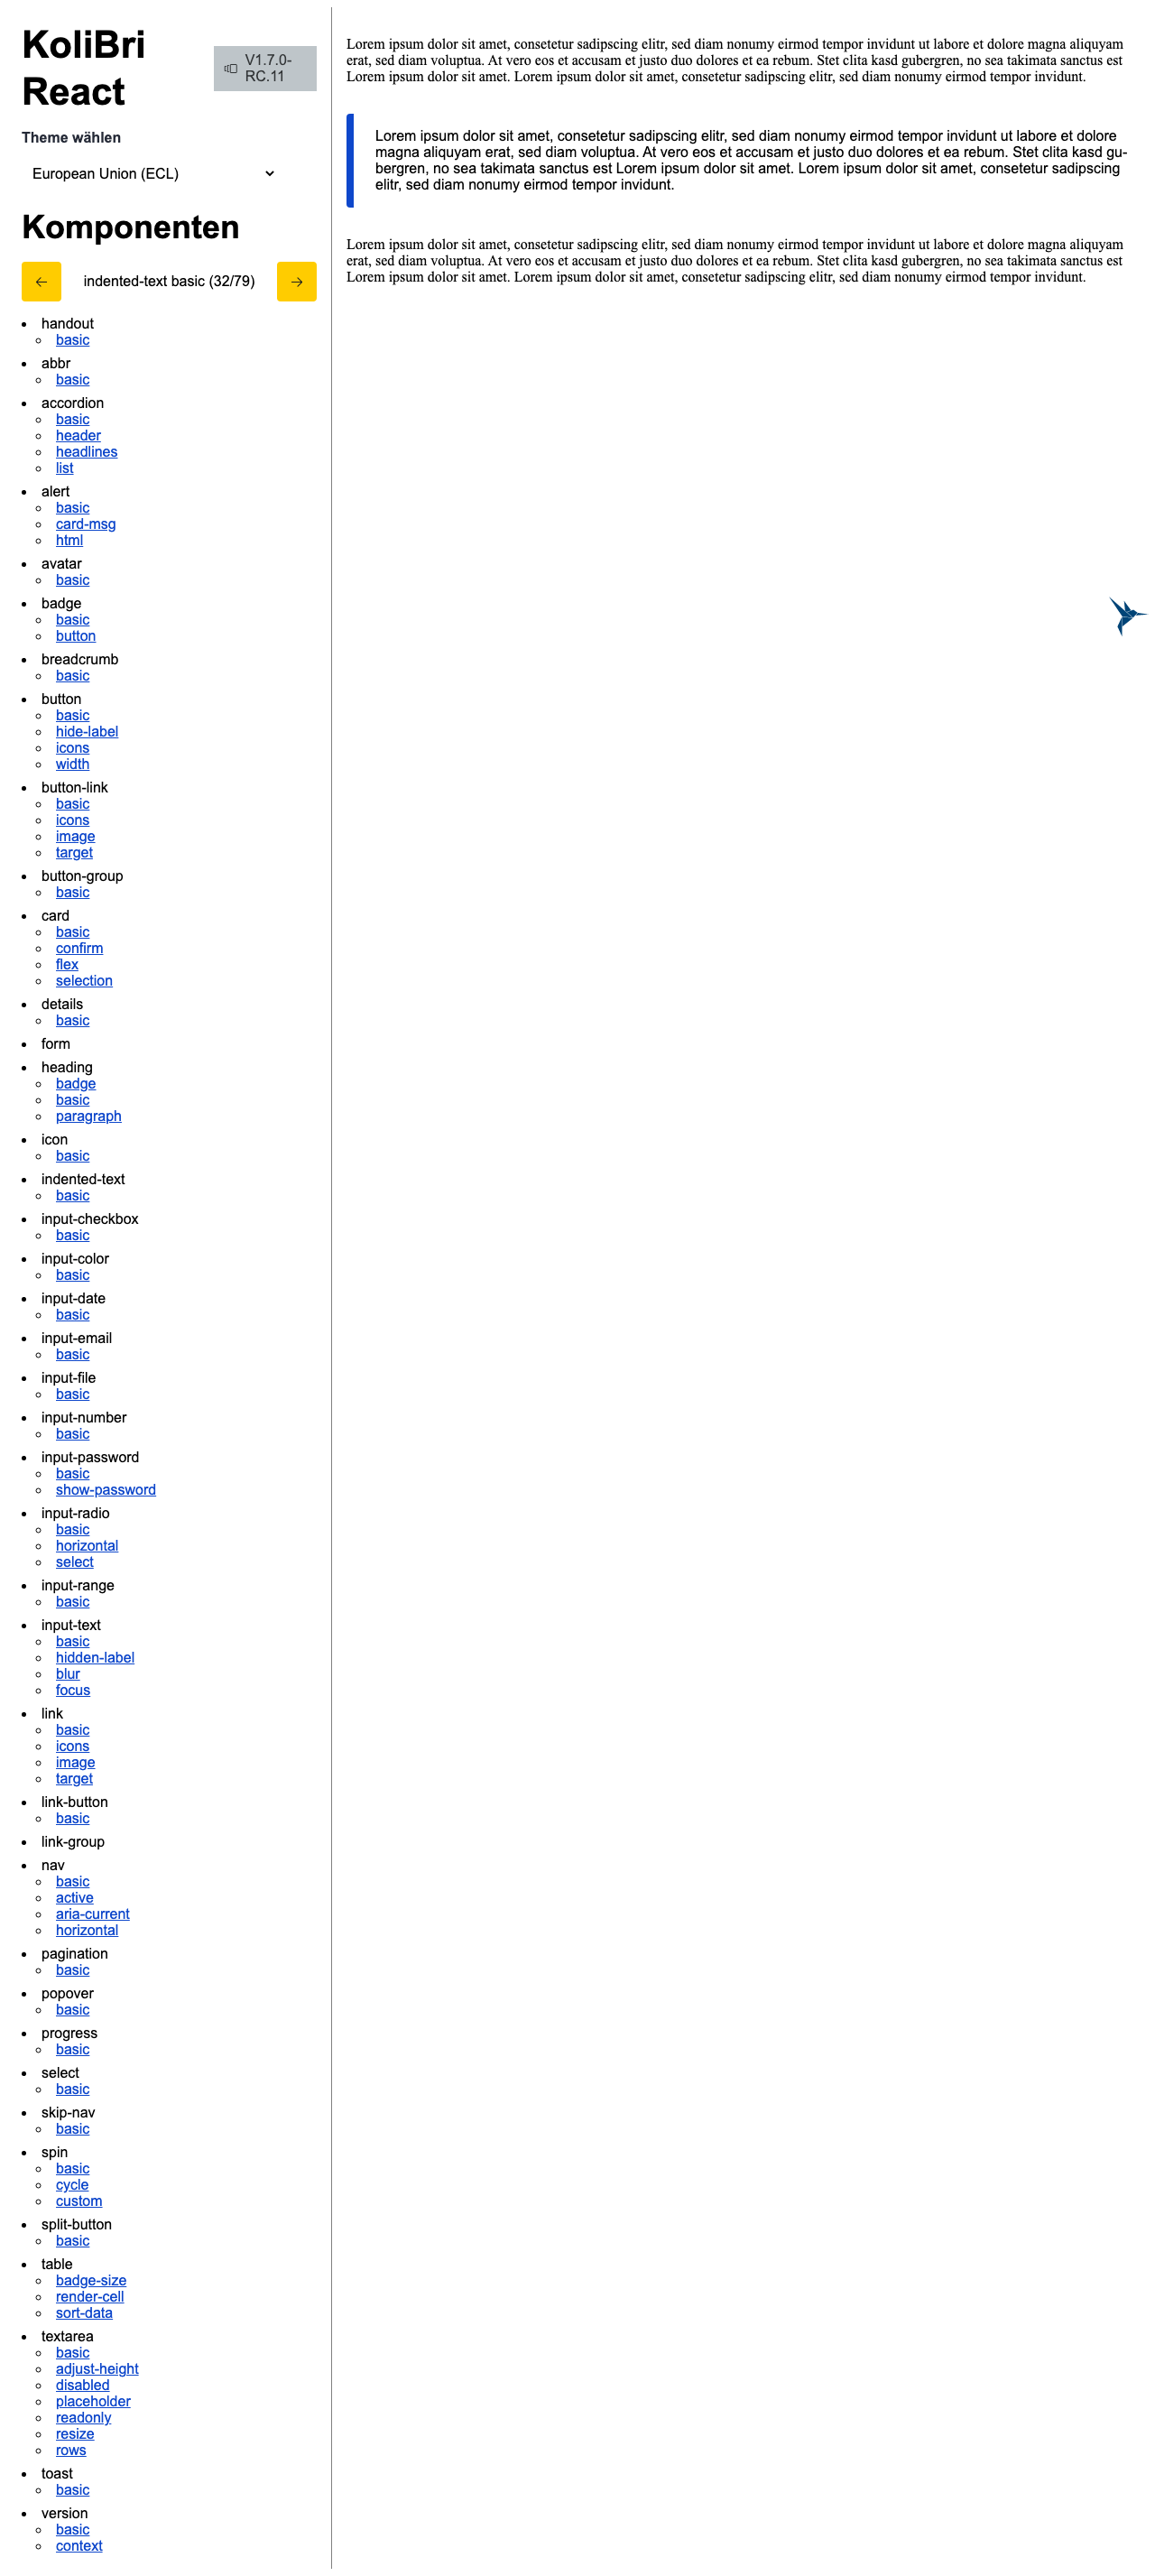 KoliBri
React
V1.7.0-
RC.11
Theme wählen
European Union (ECL)
Komponenten
indented-text basic (32/79)
handout
basic
abbr
basic
accordion
basic
header
headlines
list
alert
basic
card-msg
html
avatar
basic
badge
basic
button
breadcrumb
basic
button
basic
hide-label
icons
width
button-link
basic
icons
image
target
button-group
basic
card
basic
confirm
flex
selection
details
basic
form
heading
badge
basic
paragraph
icon
basic
indented-text
basic
input-checkbox
basic
input-color
basic
input-date
basic
input-email
basic
input-file
basic
input-number
basic
input-password
basic
show-password
input-radio
basic
horizontal
select
input-range
basic
input-text
basic
hidden-label
blur
focus
link
basic
icons
image
target
link-button
basic
link-group
nav
basic
active
aria-current
horizontal
pagination
basic
popover
basic
progress
basic
select
basic
skip-nav
basic
spin
basic
cycle
custom
split-button
basic
table
badge-size
render-cell
sort-data
textarea
basic
adjust-height
disabled
placeholder
readonly
resize
rows
toast
basic
version
basic
context
Lorem ipsum dolor sit amet, consetetur sadipscing elitr, sed diam nonumy eirmod tempor invidunt ut labore et dolore magna aliquyam
erat, sed diam voluptua. At vero eos et accusam et justo duo dolores et ea rebum. Stet clita kasd gubergren, no sea takimata sanctus est
Lorem ipsum dolor sit amet. Lorem ipsum dolor sit amet, consetetur sadipscing elitr, sed diam nonumy eirmod tempor invidunt.
Lorem ipsum dolor sit amet, consetetur sadipscing elitr, sed diam nonumy eirmod tempor invidunt ut labore et dolore
magna aliquyam erat, sed diam voluptua. At vero eos et accusam et justo duo dolores et ea rebum. Stet clita kasd gu-
bergren, no sea takimata sanctus est Lorem ipsum dolor sit amet. Lorem ipsum dolor sit amet, consetetur sadipscing
elitr, sed diam nonumy eirmod tempor invidunt.
Lorem ipsum dolor sit amet, consetetur sadipscing elitr, sed diam nonumy eirmod tempor invidunt ut labore et dolore magna aliquyam
erat, sed diam voluptua. At vero eos et accusam et justo duo dolores et ea rebum. Stet clita kasd gubergren, no sea takimata sanctus est
Lorem ipsum dolor sit amet. Lorem ipsum dolor sit amet, consetetur sadipscing elitr, sed diam nonumy eirmod tempor invidunt.